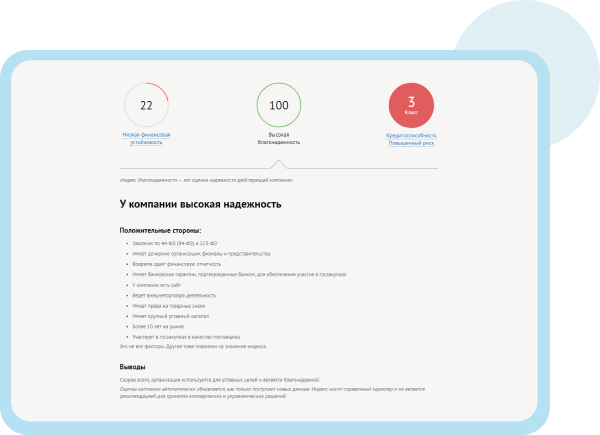 22
100
3
Класс
Низкая финансовая
устойчивость
Высокая
благонадежность
Кредитоспособность
Повышенный риск
Индекс благонадежности — это оценка надежности действующей компании.
У компании высокая надежность
Положительные стороны:
• Заказчик по 44-ФЗ (94-ФЗ) и 223-ФЗ
• Имеет дочерние организации, филиалы и представительства
• Вовремя сдает финансовую отчетность
• Имеет банковские гарантии, подтвержденные банком, для обеспечения участия в госзакупках
• У компании есть сайт
• Ведет внешнеторговую деятельность
• Имеет права на товарные знаки
• Имеет крупный уставный капитал
• Более 10 лет на рынке
• Участвует в госзакупках в качестве поставщика
Это не все факторы. Другие тоже повлияли на значение индекса.
Выводы
Скорее всего, организация используется для уставных целей и является благонадежной.
Оценка компании автоматически обновляется, как только поступают новые данные. Индекс носит справочный характер и не является
рекомендацией для принятия коммерческих и управленческих решений.